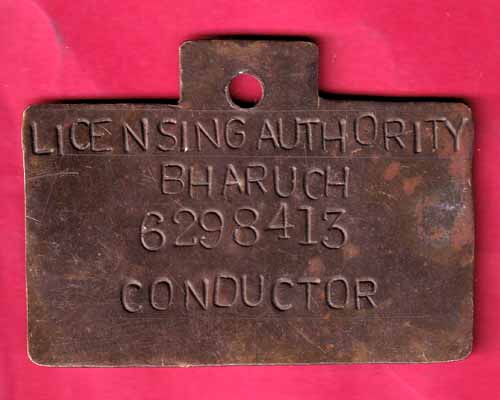 LICENSING AUTHORITY
BHARUCH
6298413
CONDUCTOR